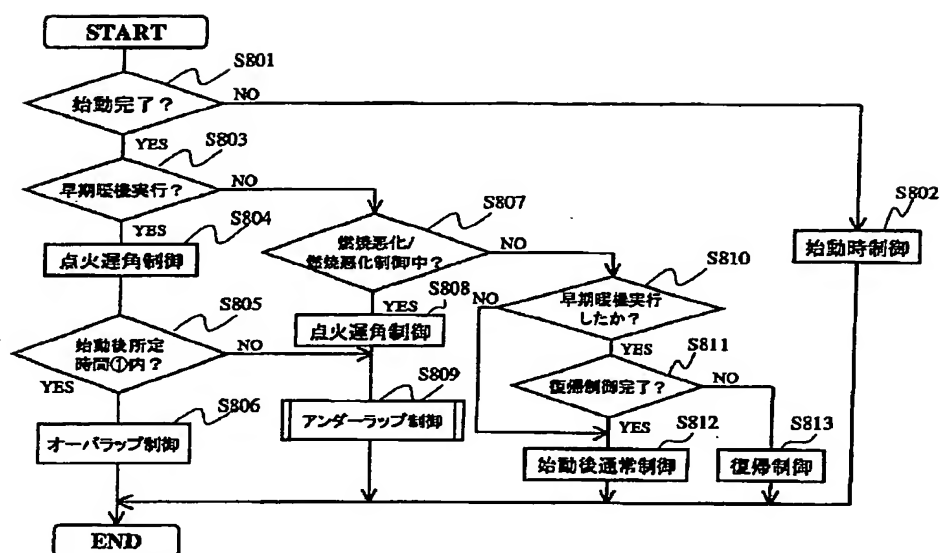 START
S801
始動完了？
NO
YES
S803
早期暖機実行？
NO
YES
S804
点火遅角制御
S805
始動後所定
時間①内？
NO
YES
S806
オーバラップ制御
S807
燃焼悪化/
燃焼悪化制御中？
NO
YES
S808
点火遅角制御
S809
アンダーラップ制御
S810
早期暖機実行
したか？
NO
YES
S811
復帰制御完了？
NO
YES
S812
始動後通常制御
S813
復帰制御
S802
始動時制御
END